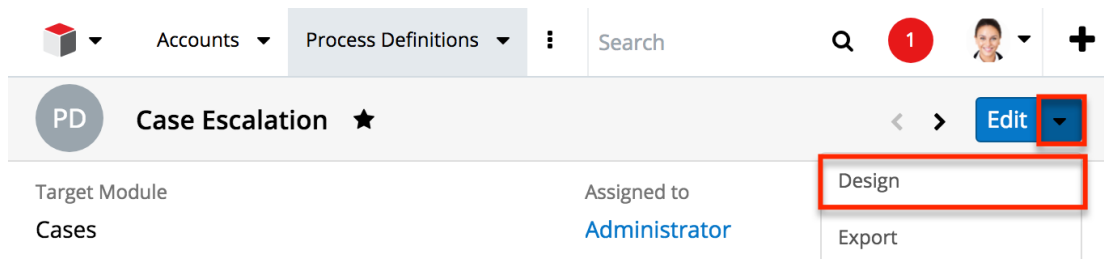 Accounts Process Definitions Search 1
PD Case Escalation Edit
Target Module Assigned to Design
Cases Administrator Export